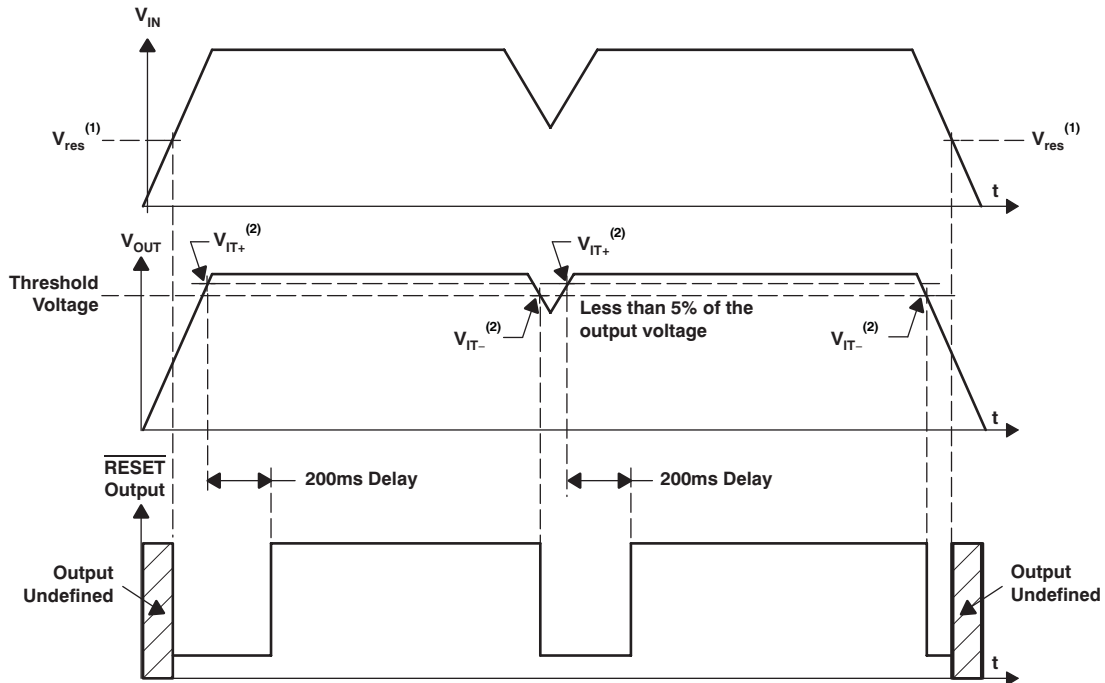 V_IN
V_res^(1)
V_res^(1)
t
V_OUT
V_IT+^(2)
V_IT+^(2)
Threshold
Voltage
Less than 5% of the
output voltage
V_IT–^(2)
V_IT–^(2)
t
RESET
Output
200ms Delay
200ms Delay
Output
Undefined
Output
Undefined
t